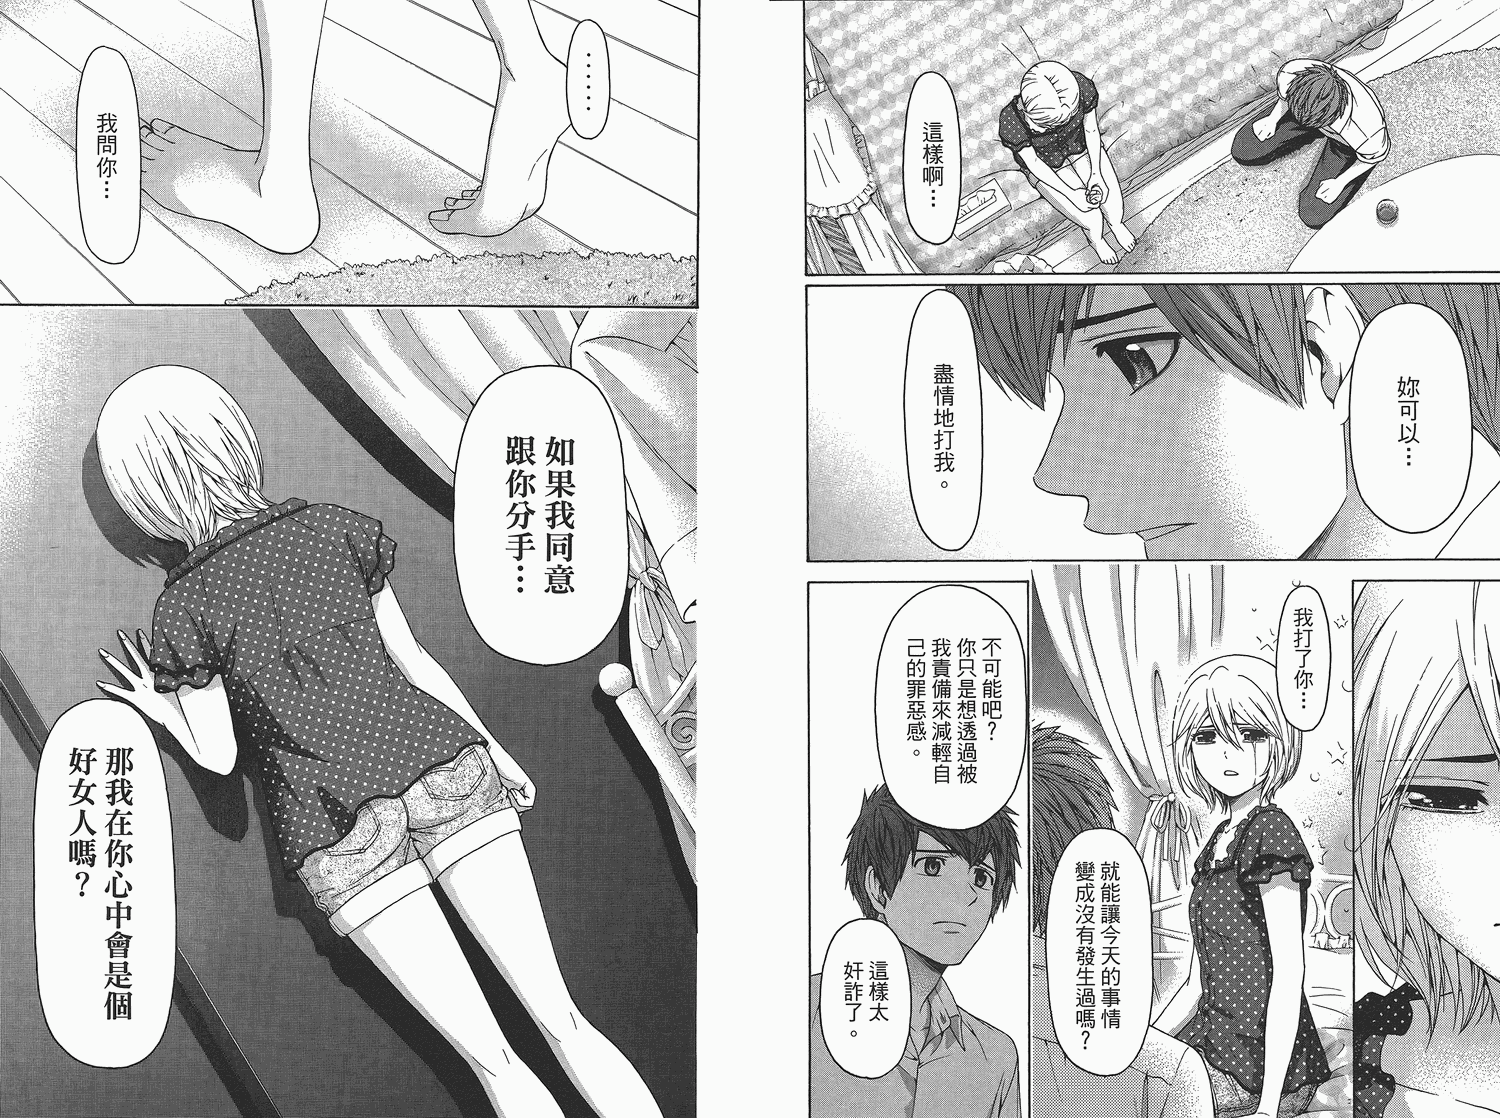 這樣啊…
妳可以…
盡情地打我。
我打了你…
就能讓今天的事情
變成沒有發生過嗎？
不可能吧？
你只是想透過被
我責備來減輕自
己的罪惡感。
這樣太
奸詐了。
……
我問你…
如果我同意
跟你分手…
那我在你心中會是個
好女人嗎？